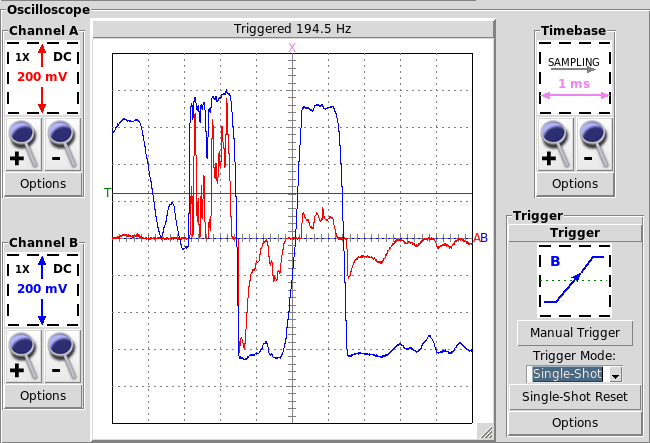 Oscilloscope
Channel A
1X DC
200 mV
+ -
Options
Channel B
1X DC
200 mV
+ -
Options
Triggered 194.5 Hz
X
T
AB
Timebase
SAMPLING
1 ms
+ -
Options
Trigger
Trigger
B
Manual Trigger
Trigger Mode:
Single-Shot
Single-Shot Reset
Options